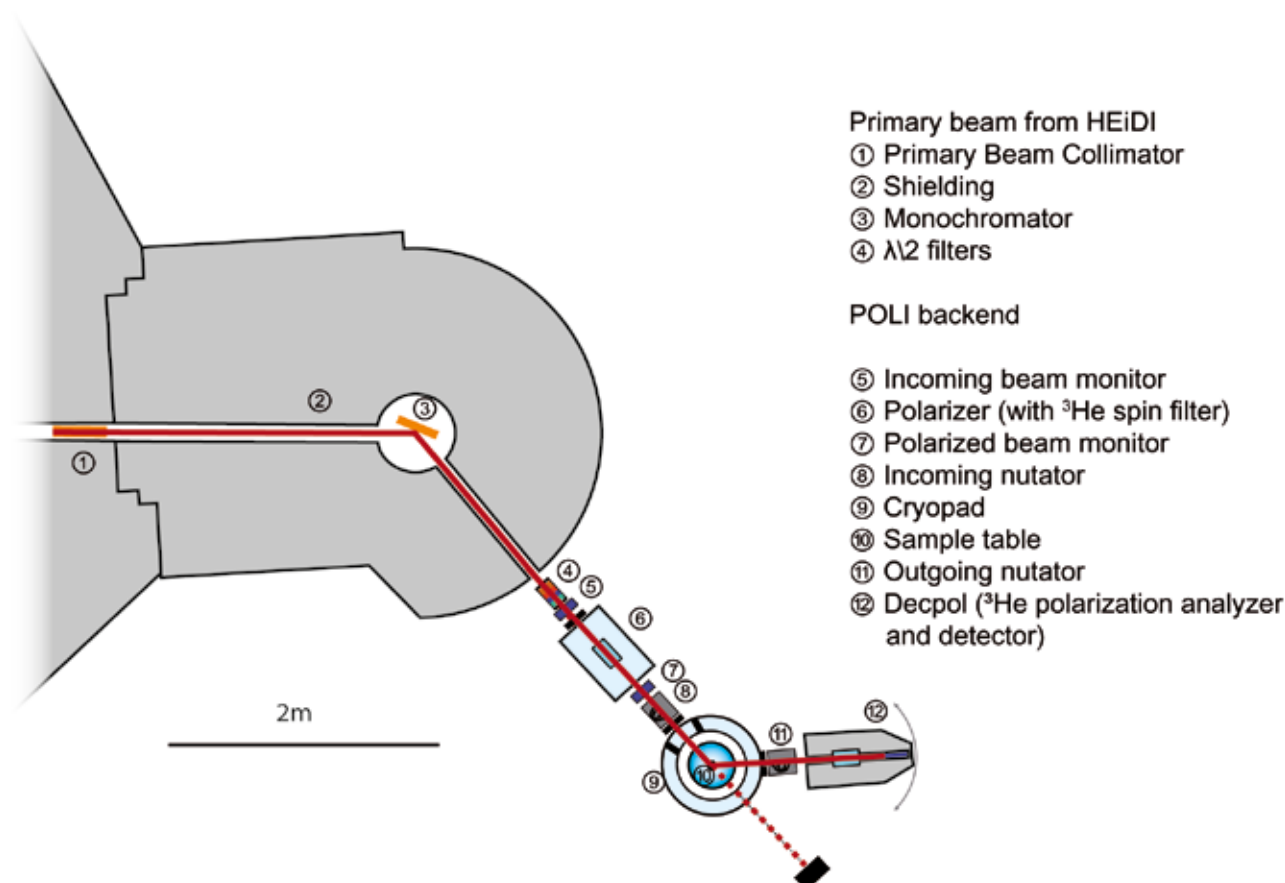 Primary beam from HEiDI
① Primary Beam Collimator
② Shielding
③ Monochromator
④ λ\2 filters
POLI backend
⑤ Incoming beam monitor
⑥ Polarizer (with ³He spin filter)
⑦ Polarized beam monitor
⑧ Incoming nutator
⑨ Cryopad
⑩ Sample table
⑪ Outgoing nutator
⑫ Decpol (³He polarization analyzer
and detector)
②
③
①
④
⑤
⑥
⑦
⑧
2m
⑫
⑪
⑩
⑨